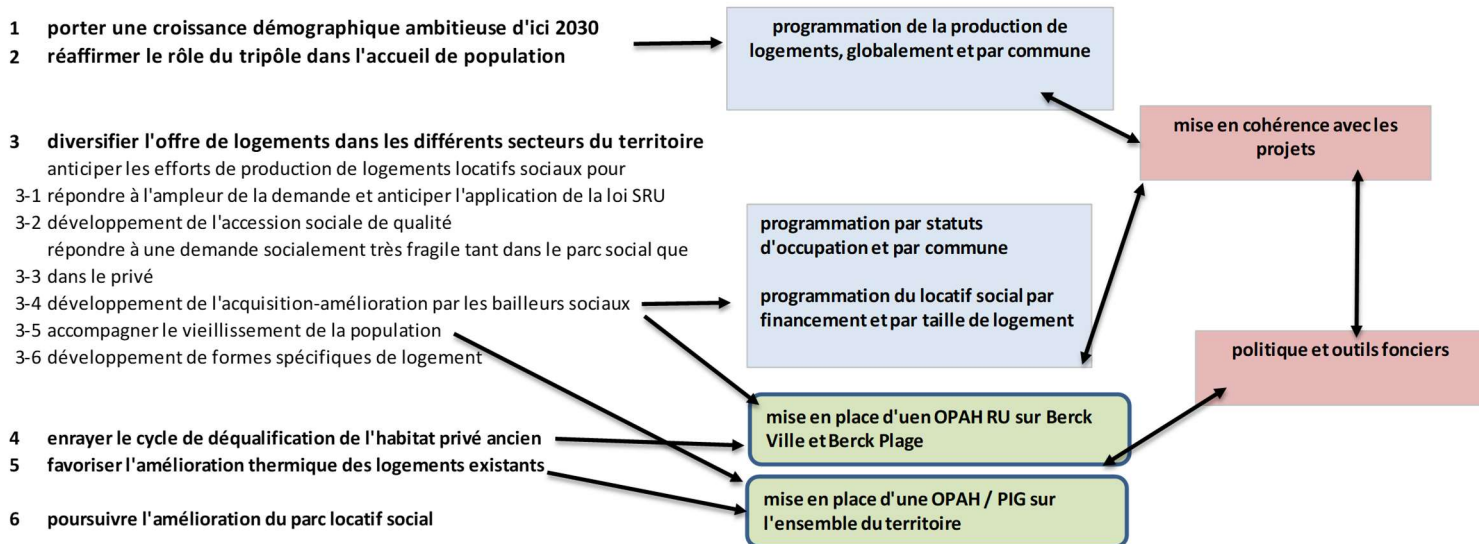 1 porter une croissance démographique ambitieuse d'ici 2030
2 réaffirmer le rôle du tripôle dans l'accueil de population
programmation de la production de
logements, globalement et par commune
mise en cohérence avec les
projets
3 diversifier l'offre de logements dans les différents secteurs du territoire
anticiper les efforts de production de logements locatifs sociaux pour
3-1 répondre à l'ampleur de la demande et anticiper l'application de la loi SRU
3-2 développement de l'accession sociale de qualité
répondre à une demande socialement très fragile tant dans le parc social que
3-3 dans le privé
3-4 développement de l'acquisition-amélioration par les bailleurs sociaux
3-5 accompagner le vieillissement de la population
3-6 développement de formes spécifiques de logement
programmation par statuts
d'occupation et par commune
programmation du locatif social par
financement et par taille de logement
politique et outils fonciers
4 enrayer le cycle de déqualification de l'habitat privé ancien
5 favoriser l'amélioration thermique des logements existants
6 poursuivre l'amélioration du parc locatif social
mise en place d'uen OPAH RU sur Berck
Ville et Berck Plage
mise en place d'une OPAH / PIG sur
l'ensemble du territoire